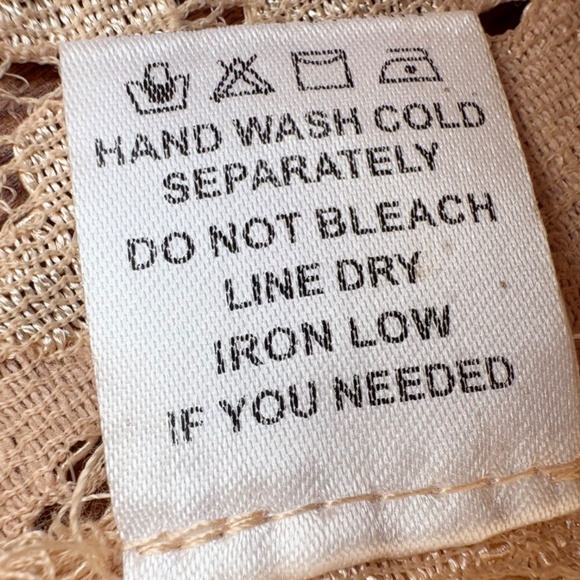 HAND WASH COLD
SEPARATELY
DO NOT BLEACH
LINE DRY
IRON LOW
IF YOU NEEDED